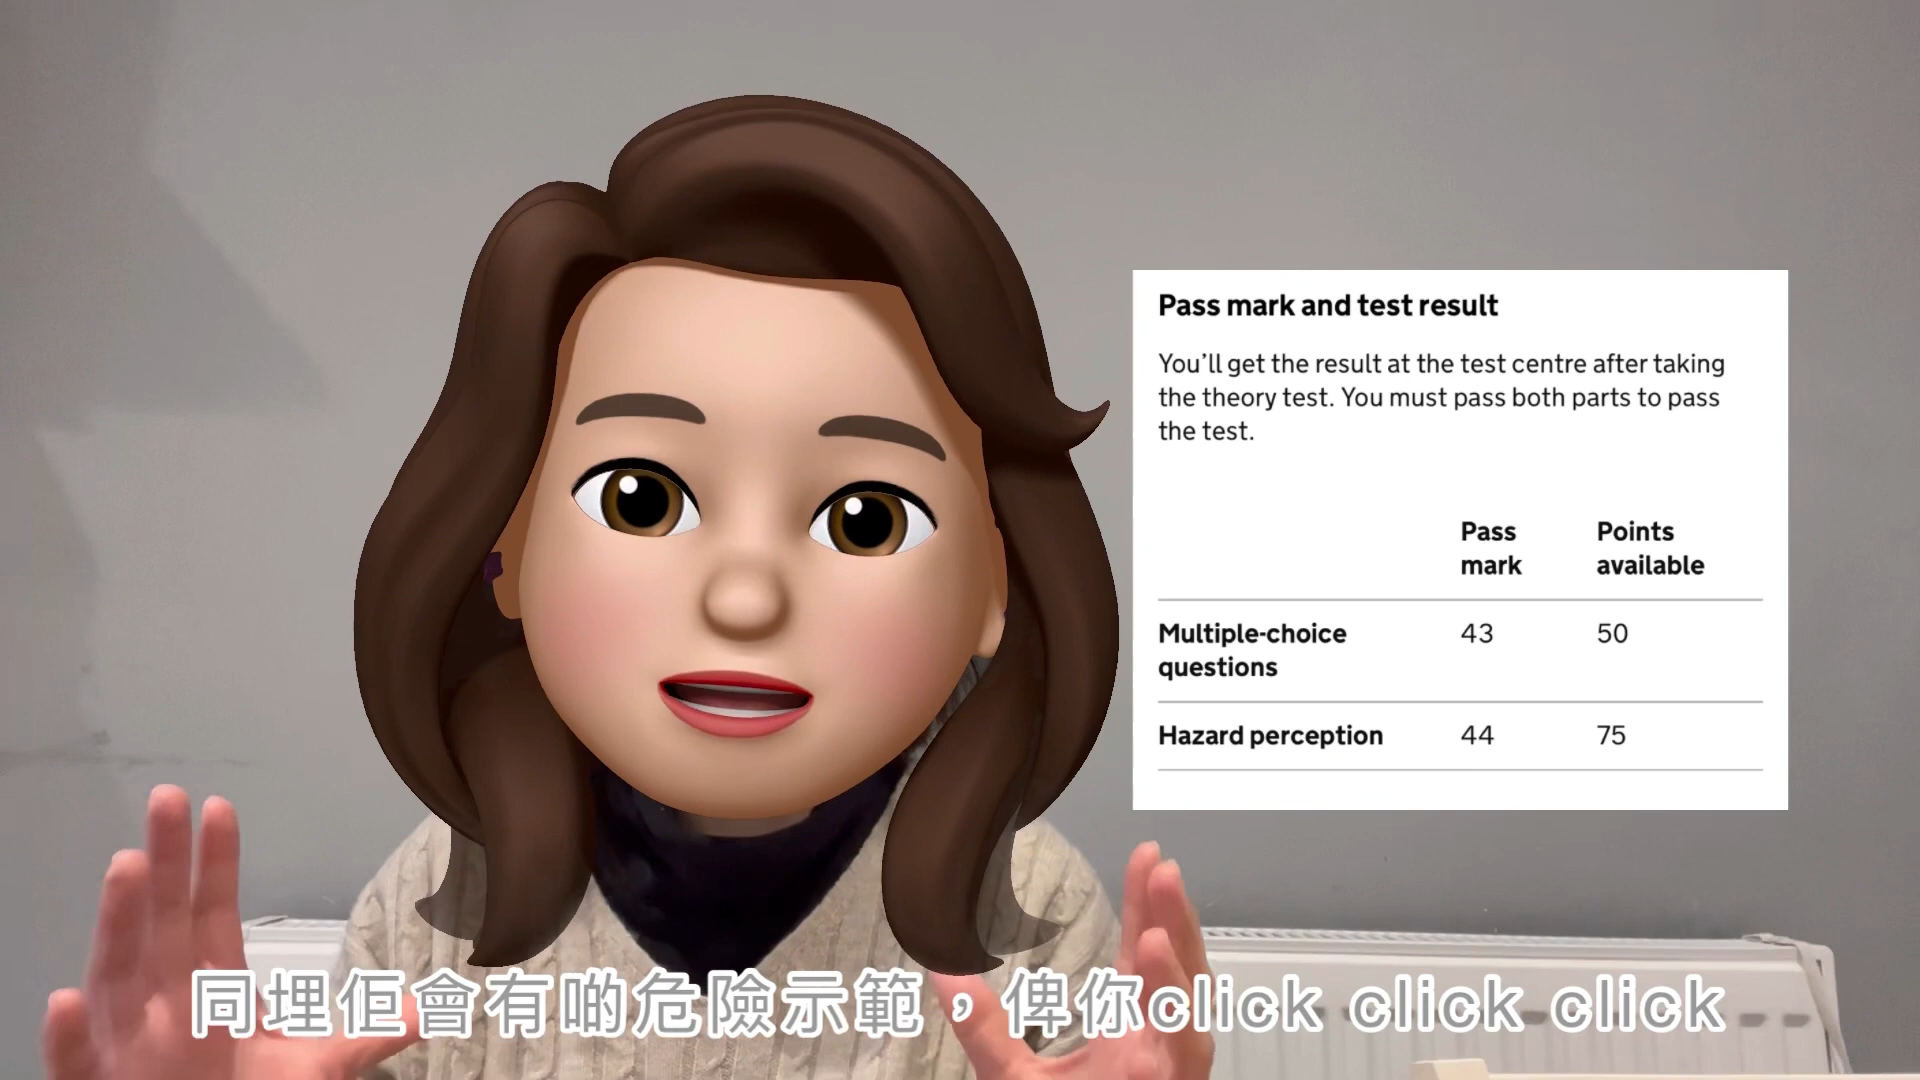 Pass mark and test result
You'll get the result at the test centre after taking
the theory test. You must pass both parts to pass
the test.
Pass mark
Points available
Multiple-choice questions
43
50
Hazard perception
44
75
同埋佢會有啲危險示範，俾你click click click